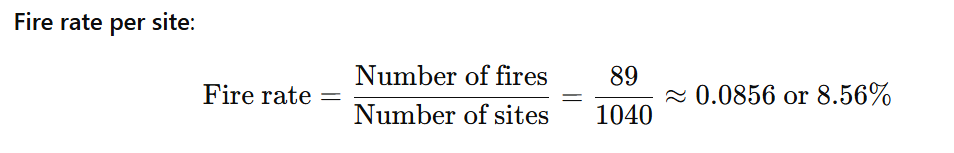 Fire rate per site:
Fire rate = Number of fires / Number of sites = 89 / 1040 ≈ 0.0856 or 8.56%